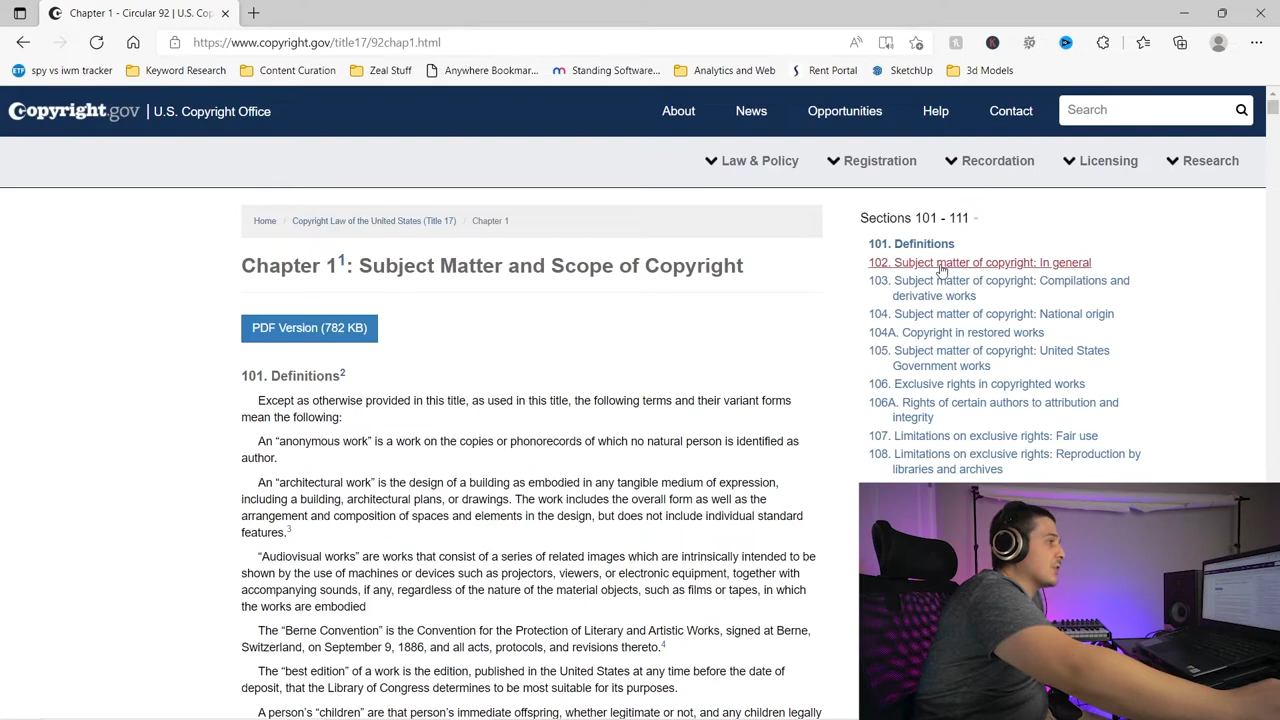 Chapter 1 - Circular 92 | U.S. Cop
https://www.copyright.gov/title17/92chap1.html
spy vs iwm tracker
Keyword Research
Content Curation
Zeal Stuff
Anywhere Bookmar...
Standing Software...
Analytics and Web
Rent Portal
SketchUp
3d Models
Copyright.gov | U.S. Copyright Office
About
News
Opportunities
Help
Contact
Search
Law & Policy
Registration
Recordation
Licensing
Research
Home / Copyright Law of the United States (Title 17) / Chapter 1
Chapter 1¹: Subject Matter and Scope of Copyright
PDF Version (782 KB)
101. Definitions²
Except as otherwise provided in this title, as used in this title, the following terms and their variant forms
mean the following:
An “anonymous work” is a work on the copies or phonorecords of which no natural person is identified as
author.
An “architectural work” is the design of a building as embodied in any tangible medium of expression,
including a building, architectural plans, or drawings. The work includes the overall form as well as the
arrangement and composition of spaces and elements in the design, but does not include individual standard
features.³
“Audiovisual works” are works that consist of a series of related images which are intrinsically intended to be
shown by the use of machines or devices such as projectors, viewers, or electronic equipment, together with
accompanying sounds, if any, regardless of the nature of the material objects, such as films or tapes, in which
the works are embodied
The “Berne Convention” is the Convention for the Protection of Literary and Artistic Works, signed at Berne,
Switzerland, on September 9, 1886, and all acts, protocols, and revisions thereto.⁴
The “best edition” of a work is the edition, published in the United States at any time before the date of
deposit, that the Library of Congress determines to be most suitable for its purposes.
A person’s “children” are that person’s immediate offspring, whether legitimate or not, and any children legally
Sections 101 - 111 -
101. Definitions
102. Subject matter of copyright: In general
103. Subject matter of copyright: Compilations and
derivative works
104. Subject matter of copyright: National origin
104A. Copyright in restored works
105. Subject matter of copyright: United States
Government works
106. Exclusive rights in copyrighted works
106A. Rights of certain authors to attribution and
integrity
107. Limitations on exclusive rights: Fair use
108. Limitations on exclusive rights: Reproduction by
libraries and archives